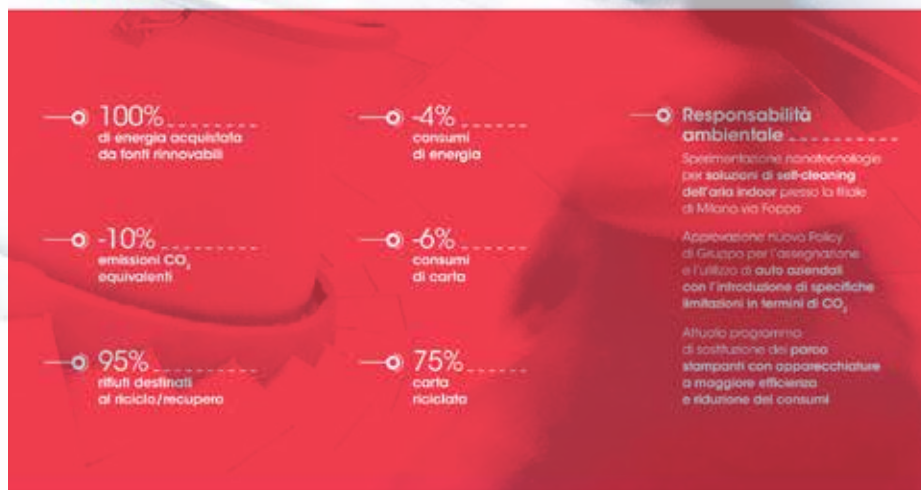 100%
di energia acquistata
da fonti rinnovabili
-10%
emissioni CO₂
equivalenti
95%
rifiuti destinati
al riciclo/recupero
-4%
consumi
di energia
-6%
consumi
di carta
75%
carta
riciclata
Responsabilità
ambientale
Sperimentazione nanotecnologie
per soluzioni di self-cleaning
dell'aria indoor presso la filiale
di Milano via Foppa
Approvazione nuova Policy
di Gruppo per l'assegnazione
e l'utilizzo di auto aziendali
con l'introduzione di specifiche
limitazioni in termini di CO₂
Attuato programma
di sostituzione del parco
stampanti con apparecchiature
a maggiore efficienza
e riduzione dei consumi